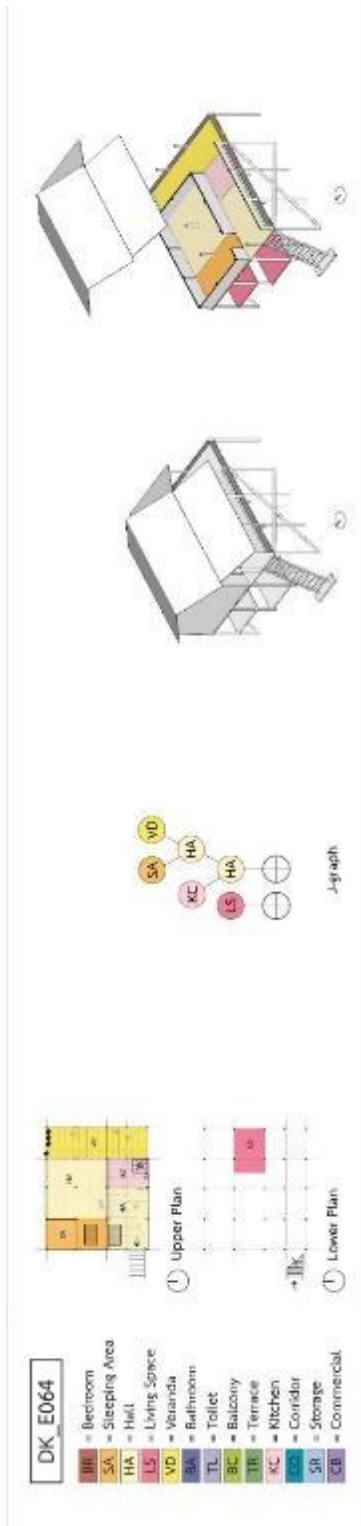 DK_E064
BR = Bedroom
SA = Sleeping Area
HA = Hall
LS = Living Space
VD = Veranda
BA = Bathroom
TL = Toilet
BC = Balcony
TR = Terrace
KC = Kitchen
CO = Corridor
SR = Storage
CB = Commercial
Upper Plan
Lower Plan
SA
VD
KC
HA
LS
HA
J-graph